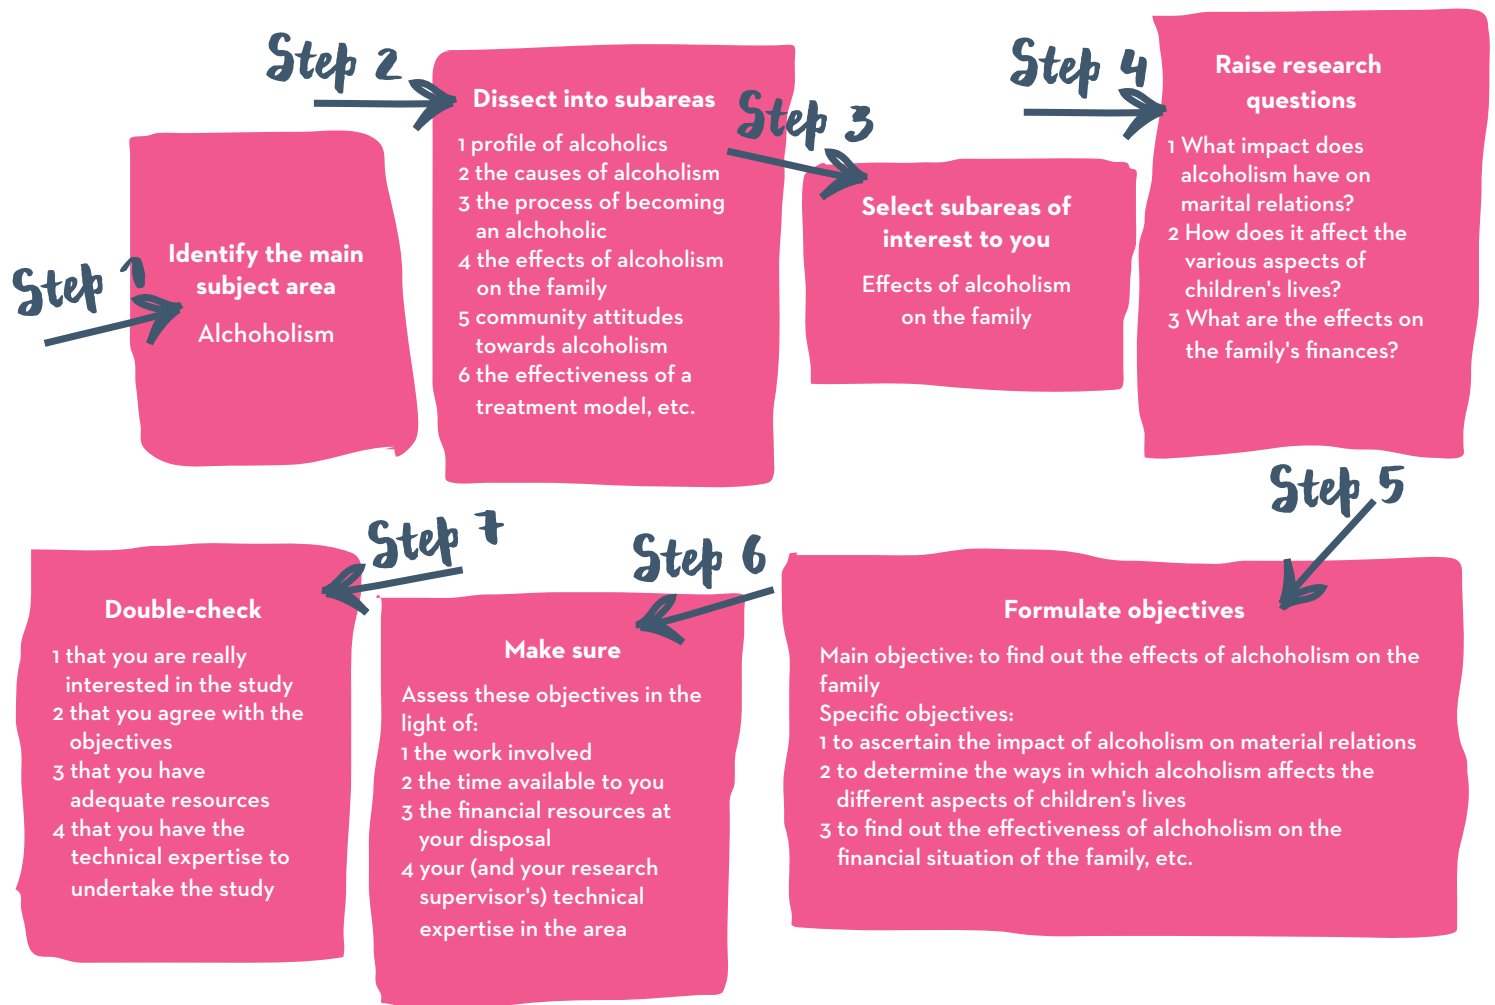 Step 1
Identify the main
subject area
Alchoholism
Step 2
Dissect into subareas
1 profile of alcoholics
2 the causes of alcoholism
3 the process of becoming
an alchoholic
4 the effects of alcoholism
on the family
5 community attitudes
towards alcoholism
6 the effectiveness of a
treatment model, etc.
Step 3
Select subareas of
interest to you
Effects of alcoholism
on the family
Step 4
Raise research
questions
1 What impact does
alcoholism have on
marital relations?
2 How does it affect the
various aspects of
children's lives?
3 What are the effects on
the family's finances?
Step 5
Formulate objectives
Main objective: to find out the effects of alchoholism on the
family
Specific objectives:
1 to ascertain the impact of alcoholism on material relations
2 to determine the ways in which alcoholism affects the
different aspects of children's lives
3 to find out the effectiveness of alchoholism on the
financial situation of the family, etc.
Step 6
Make sure
Assess these objectives in the
light of:
1 the work involved
2 the time available to you
3 the financial resources at
your disposal
4 your (and your research
supervisor's) technical
expertise in the area
Step 7
Double-check
1 that you are really
interested in the study
2 that you agree with the
objectives
3 that you have
adequate resources
4 that you have the
technical expertise to
undertake the study